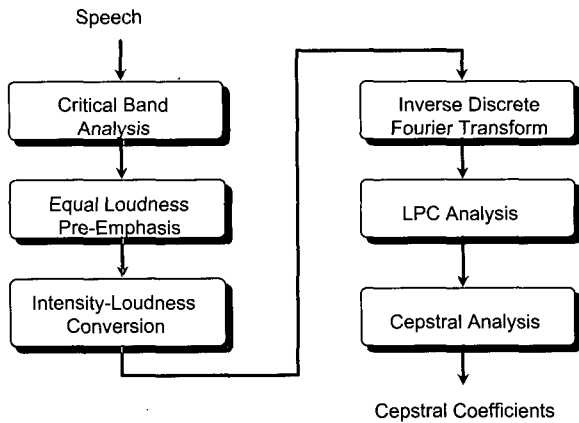 Speech
Critical Band
Analysis
Equal Loudness
Pre-Emphasis
Intensity-Loudness
Conversion
Inverse Discrete
Fourier Transform
LPC Analysis
Cepstral Analysis
Cepstral Coefficients